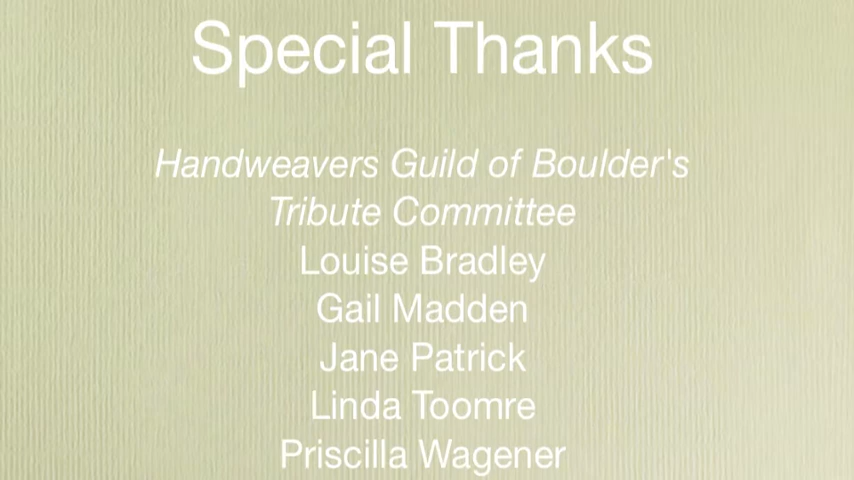 Special Thanks
Handweavers Guild of Boulder's
Tribute Committee
Louise Bradley
Gail Madden
Jane Patrick
Linda Toomre
Priscilla Wagener